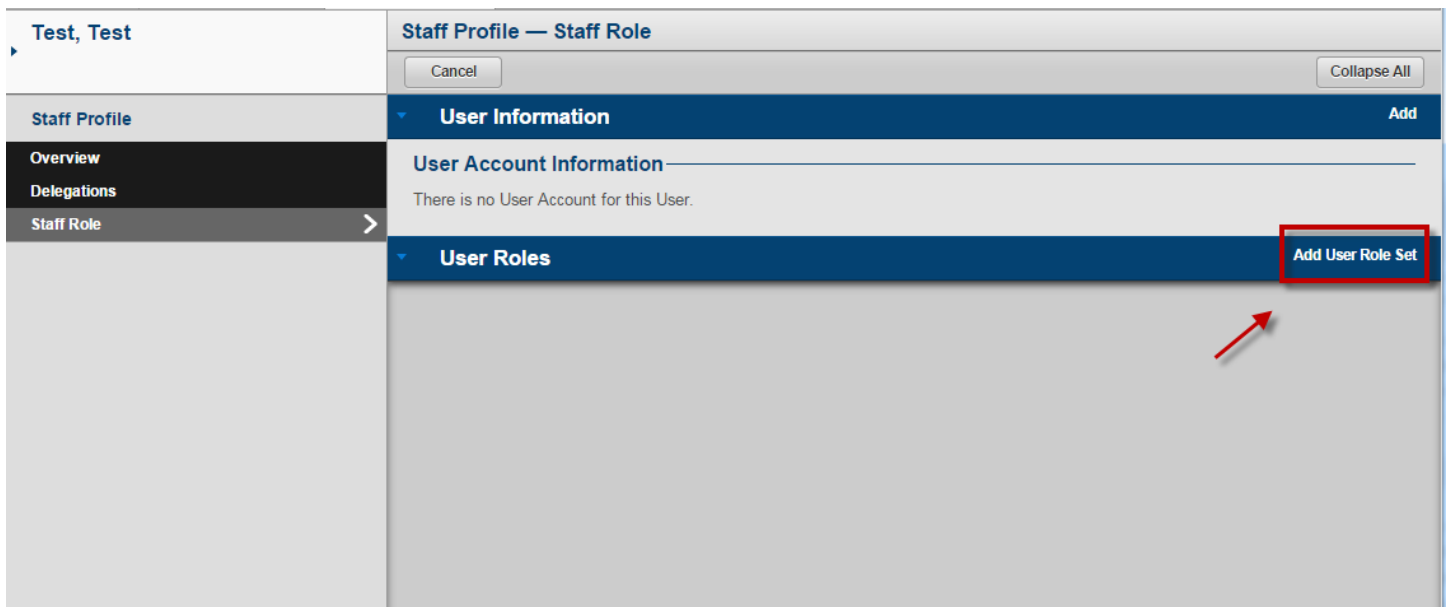 Test, Test
Staff Profile — Staff Role
Cancel
Collapse All
Staff Profile
Overview
Delegations
Staff Role
User Information
Add
User Account Information
There is no User Account for this User.
User Roles
Add User Role Set